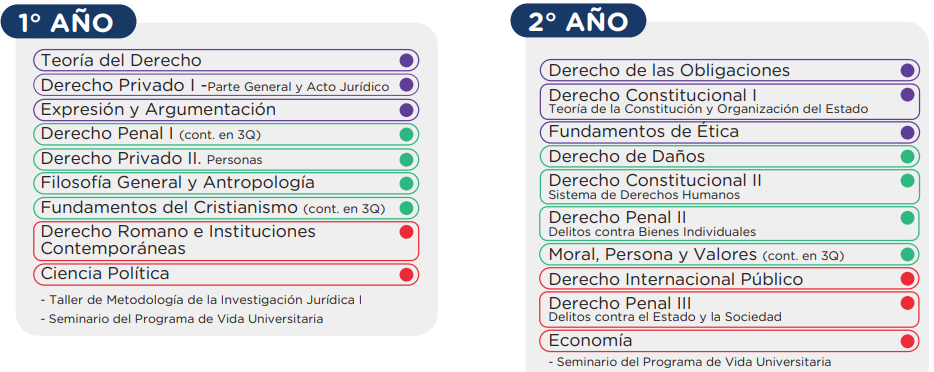 1° AÑO
Teoría del Derecho
Derecho Privado I -Parte General y Acto Jurídico
Expresión y Argumentación
Derecho Penal I (cont. en 3Q)
Derecho Privado II. Personas
Filosofía General y Antropología
Fundamentos del Cristianismo (cont. en 3Q)
Derecho Romano e Instituciones
Contemporáneas
Ciencia Política
- Taller de Metodología de la Investigación Jurídica I
- Seminario del Programa de Vida Universitaria
2° AÑO
Derecho de las Obligaciones
Derecho Constitucional I
Teoría de la Constitución y Organización del Estado
Fundamentos de Ética
Derecho de Daños
Derecho Constitucional II
Sistema de Derechos Humanos
Derecho Penal II
Delitos contra Bienes Individuales
Moral, Persona y Valores (cont. en 3Q)
Derecho Internacional Público
Derecho Penal III
Delitos contra el Estado y la Sociedad
Economía
- Seminario del Programa de Vida Universitaria